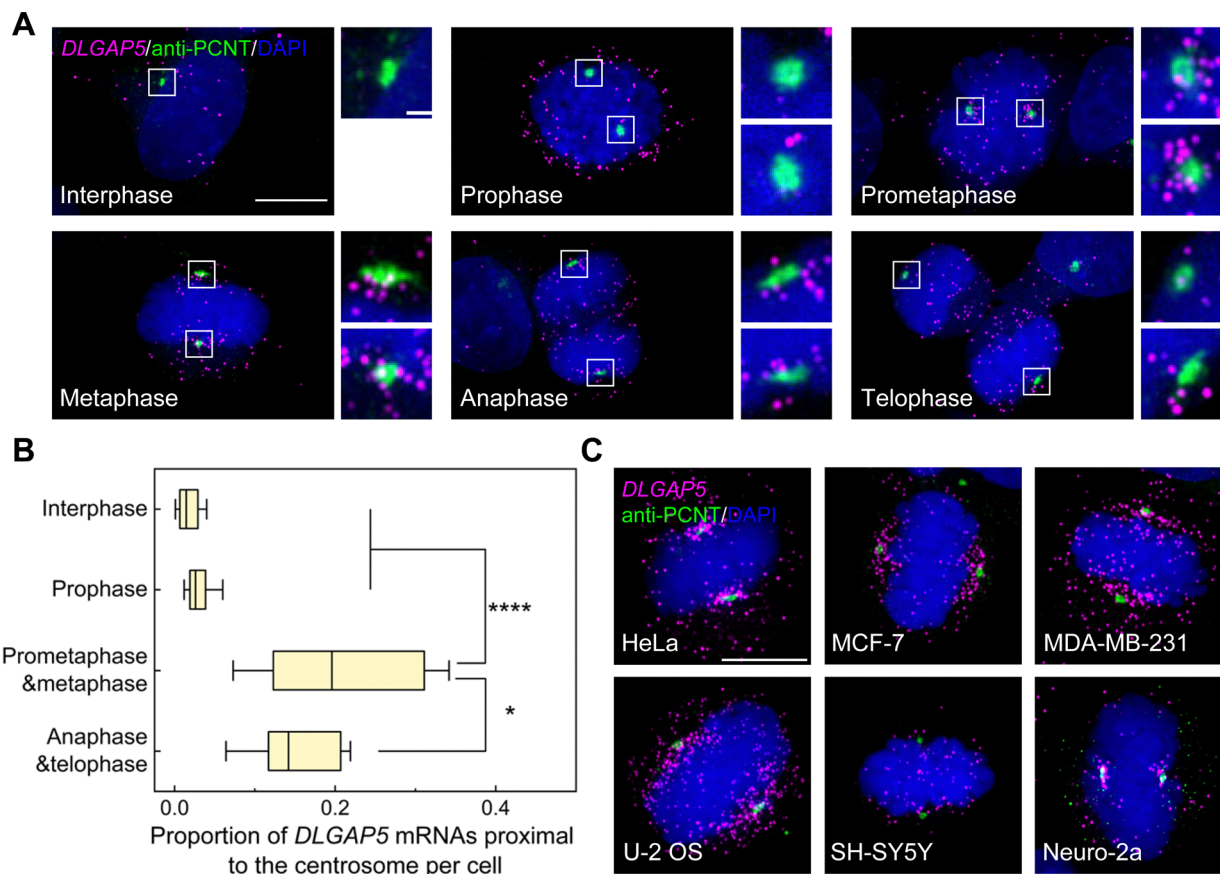 A
DLGAP5/anti-PCNT/DAPI
Interphase
Prophase
Prometaphase
Metaphase
Anaphase
Telophase
B
Interphase
Prophase
Prometaphase
&metaphase
Anaphase
&telophase
****
*
0.0 0.2 0.4
Proportion of DLGAP5 mRNAs proximal
to the centrosome per cell
C
DLGAP5
anti-PCNT/DAPI
HeLa
MCF-7
MDA-MB-231
U-2 OS
SH-SY5Y
Neuro-2a